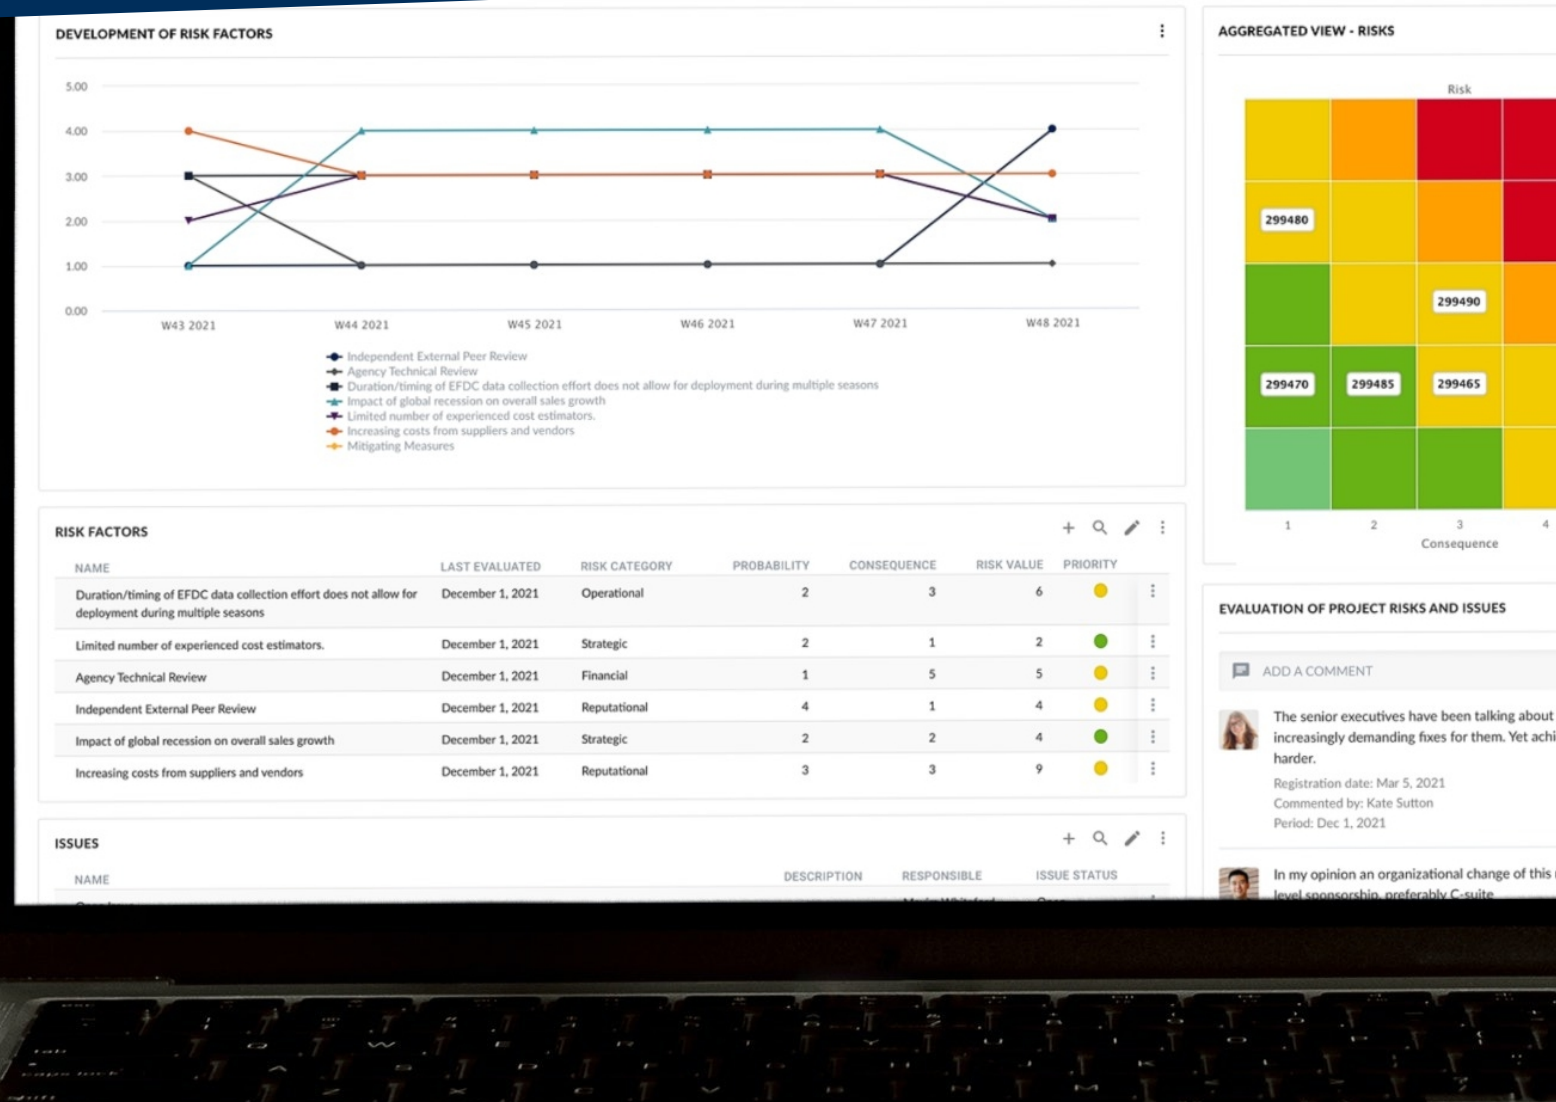 DEVELOPMENT OF RISK FACTORS
5.00
4.00
3.00
2.00
1.00
0.00
W43 2021 W44 2021 W45 2021 W46 2021 W47 2021 W48 2021
Independent External Peer Review
Agency Technical Review
Duration/timing of EFDC data collection effort does not allow for deployment during multiple seasons
Impact of global recession on overall sales growth
Limited number of experienced cost estimators.
Increasing costs from suppliers and vendors
Mitigating Measures
RISK FACTORS
NAME LAST EVALUATED RISK CATEGORY PROBABILITY CONSEQUENCE RISK VALUE PRIORITY
Duration/timing of EFDC data collection effort does not allow for December 1, 2021 Operational 2 3 6
deployment during multiple seasons
Limited number of experienced cost estimators. December 1, 2021 Strategic 2 1 2
Agency Technical Review December 1, 2021 Financial 1 5 5
Independent External Peer Review December 1, 2021 Reputational 4 1 4
Impact of global recession on overall sales growth December 1, 2021 Strategic 2 2 4
Increasing costs from suppliers and vendors December 1, 2021 Reputational 3 3 9
ISSUES
NAME DESCRIPTION RESPONSIBLE ISSUE STATUS
AGGREGATED VIEW - RISKS
Risk
299480
299490
299470 299485 299465
1 2 3 4
Consequence
EVALUATION OF PROJECT RISKS AND ISSUES
ADD A COMMENT
The senior executives have been talking about
increasingly demanding fixes for them. Yet achi
harder.
Registration date: Mar 5, 2021
Commented by: Kate Sutton
Period: Dec 1, 2021
In my opinion an organizational change of this
level sponsorship, preferably C-suite